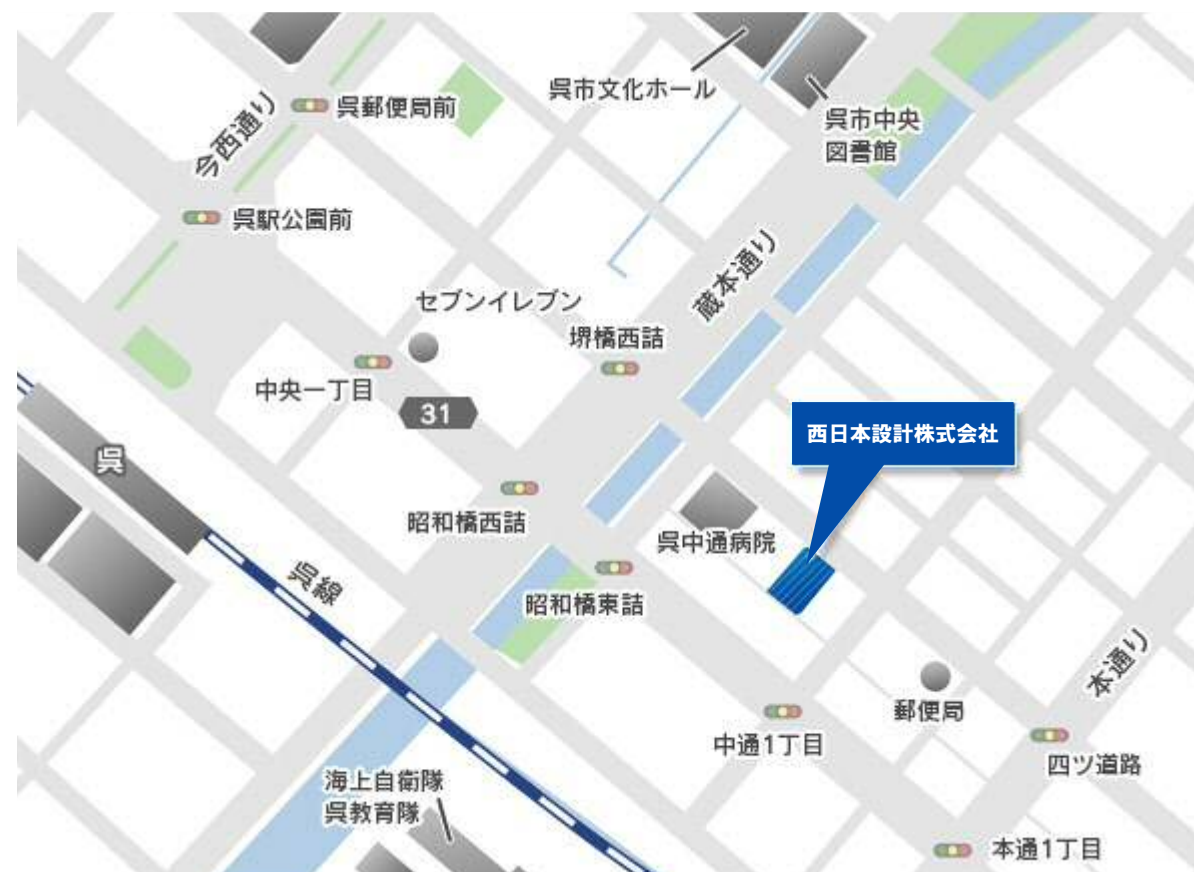 呉市文化ホール
呉郵便局前
今西通り
呉市中央
図書館
呉駅公園前
蔵本通り
セブンイレブン
堺橋西詰
中央一丁目
31
西日本設計株式会社
呉
昭和橋西詰
呉中通病院
呉線
昭和橋東詰
本通り
郵便局
中通1丁目
四ツ道路
海上自衛隊
呉教育隊
本通1丁目